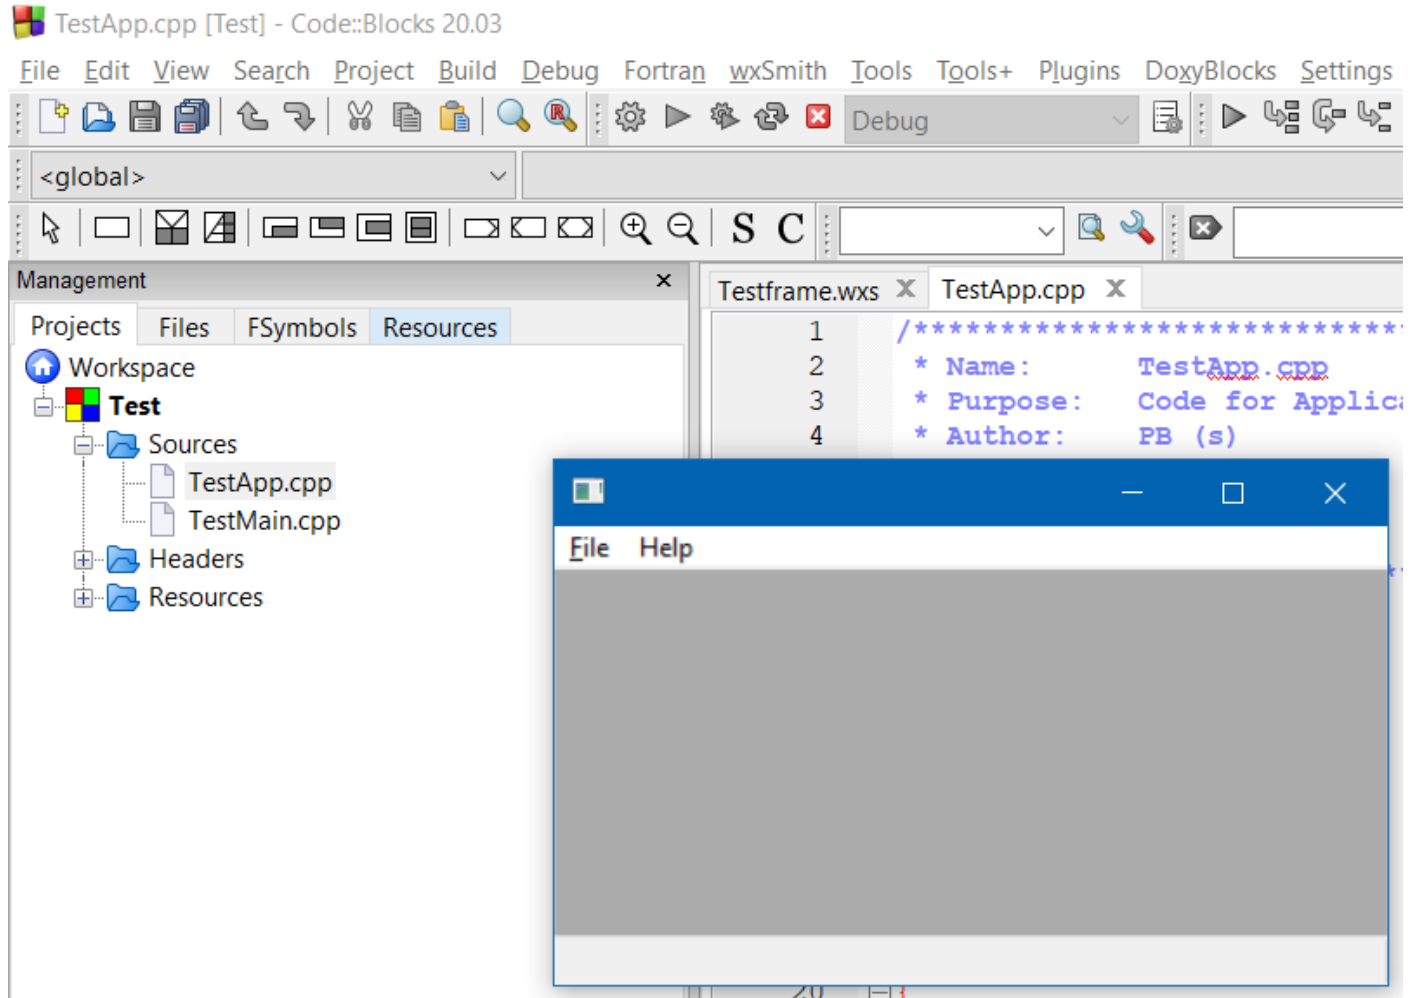 TestApp.cpp [Test] - Code::Blocks 20.03
File Edit View Search Project Build Debug Fortran wxSmith Tools Tools+ Plugins DoxyBlocks Settings
Debug
<global>
S C
Management
Testframe.wxs TestApp.cpp
Projects Files FSymbols Resources
1 /*****************************
Workspace
2 * Name: TestApp.cpp
Test
3 * Purpose: Code for Applica
4 * Author: PB (s)
Sources
TestApp.cpp
TestMain.cpp
Headers
Resources
File Help
20 {